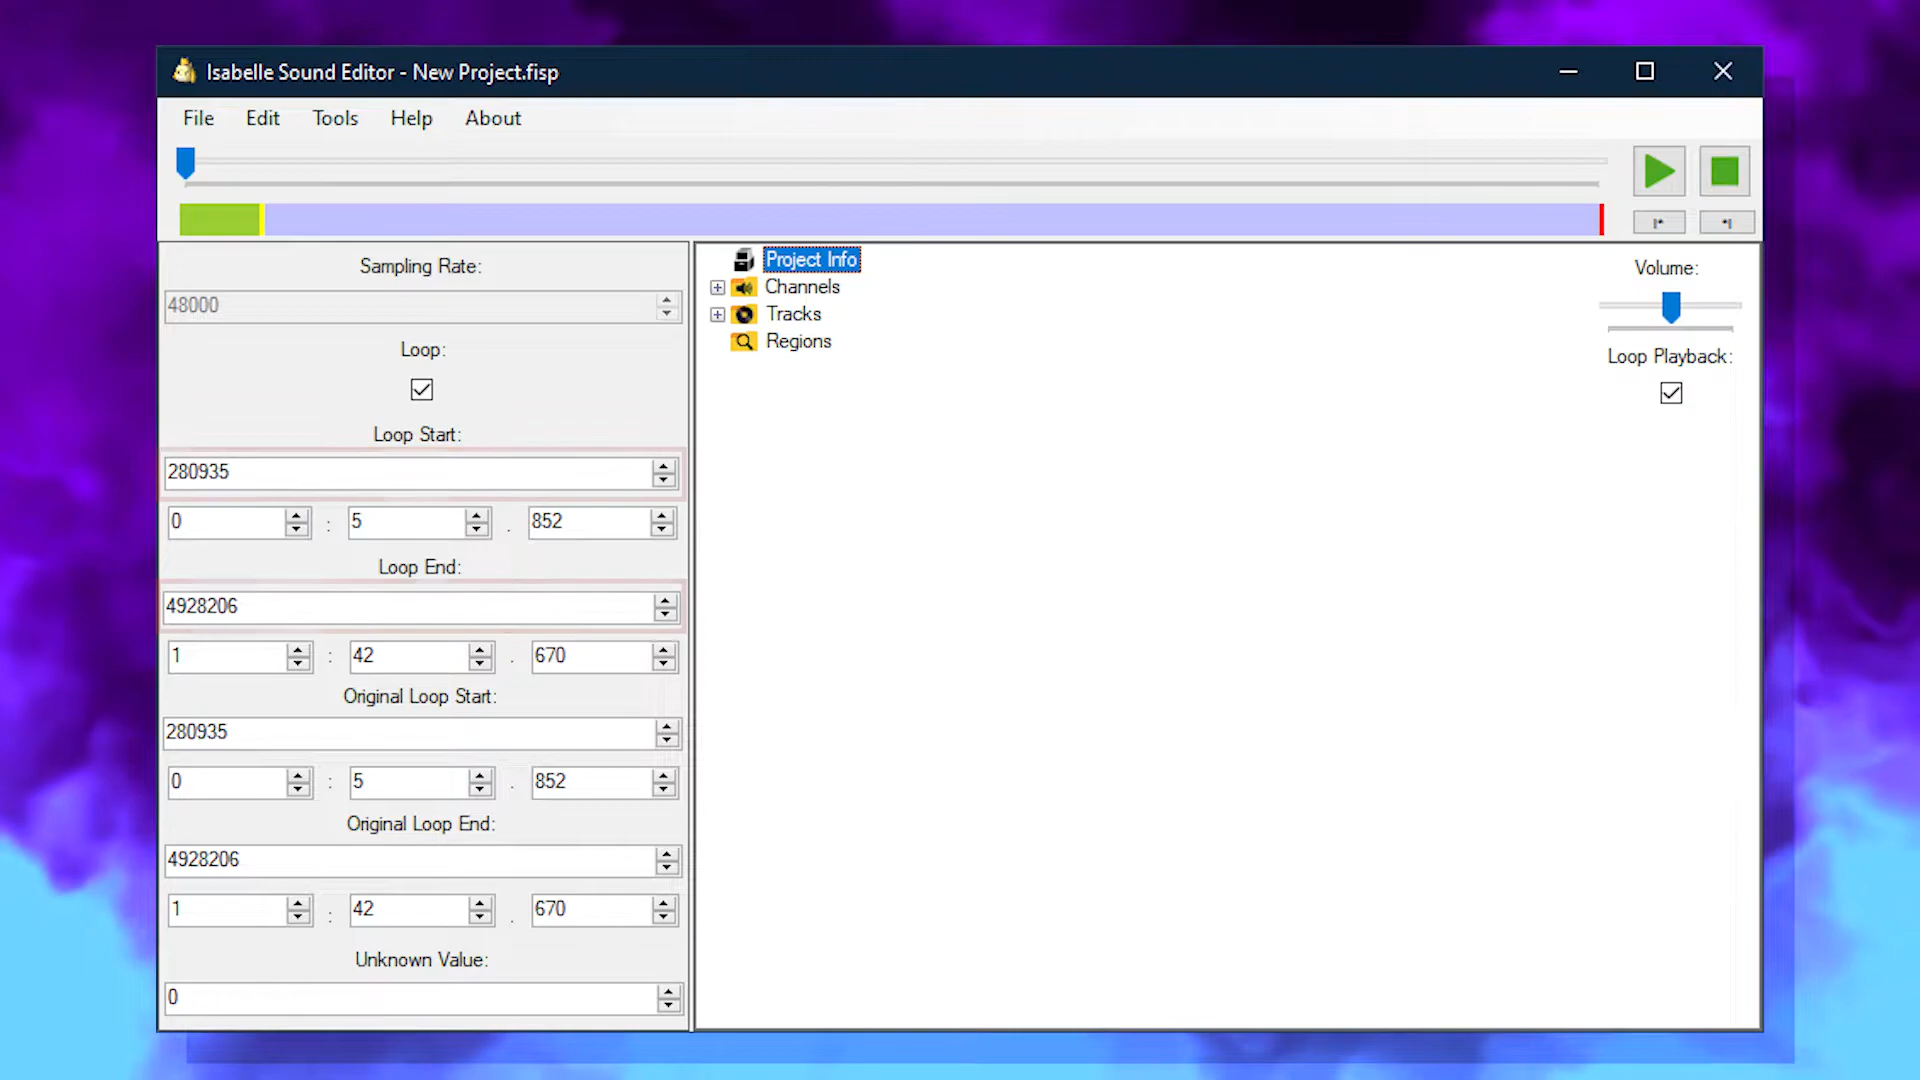 Isabelle Sound Editor - New Project.fisp
File Edit Tools Help About
Sampling Rate:
48000
Loop:
Loop Start:
280935
0 : 5 . 852
Loop End:
4928206
1 : 42 . 670
Original Loop Start:
280935
0 : 5 . 852
Original Loop End:
4928206
1 : 42 . 670
Unknown Value:
0
Project Info
Channels
Tracks
Regions
Volume:
Loop Playback: